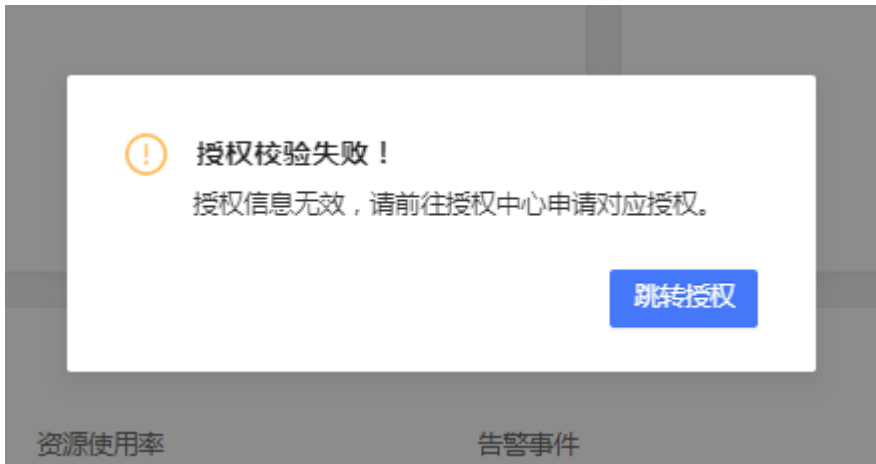 授权校验失败！
授权信息无效，请前往授权中心申请对应授权。
跳转授权
资源使用率
告警事件